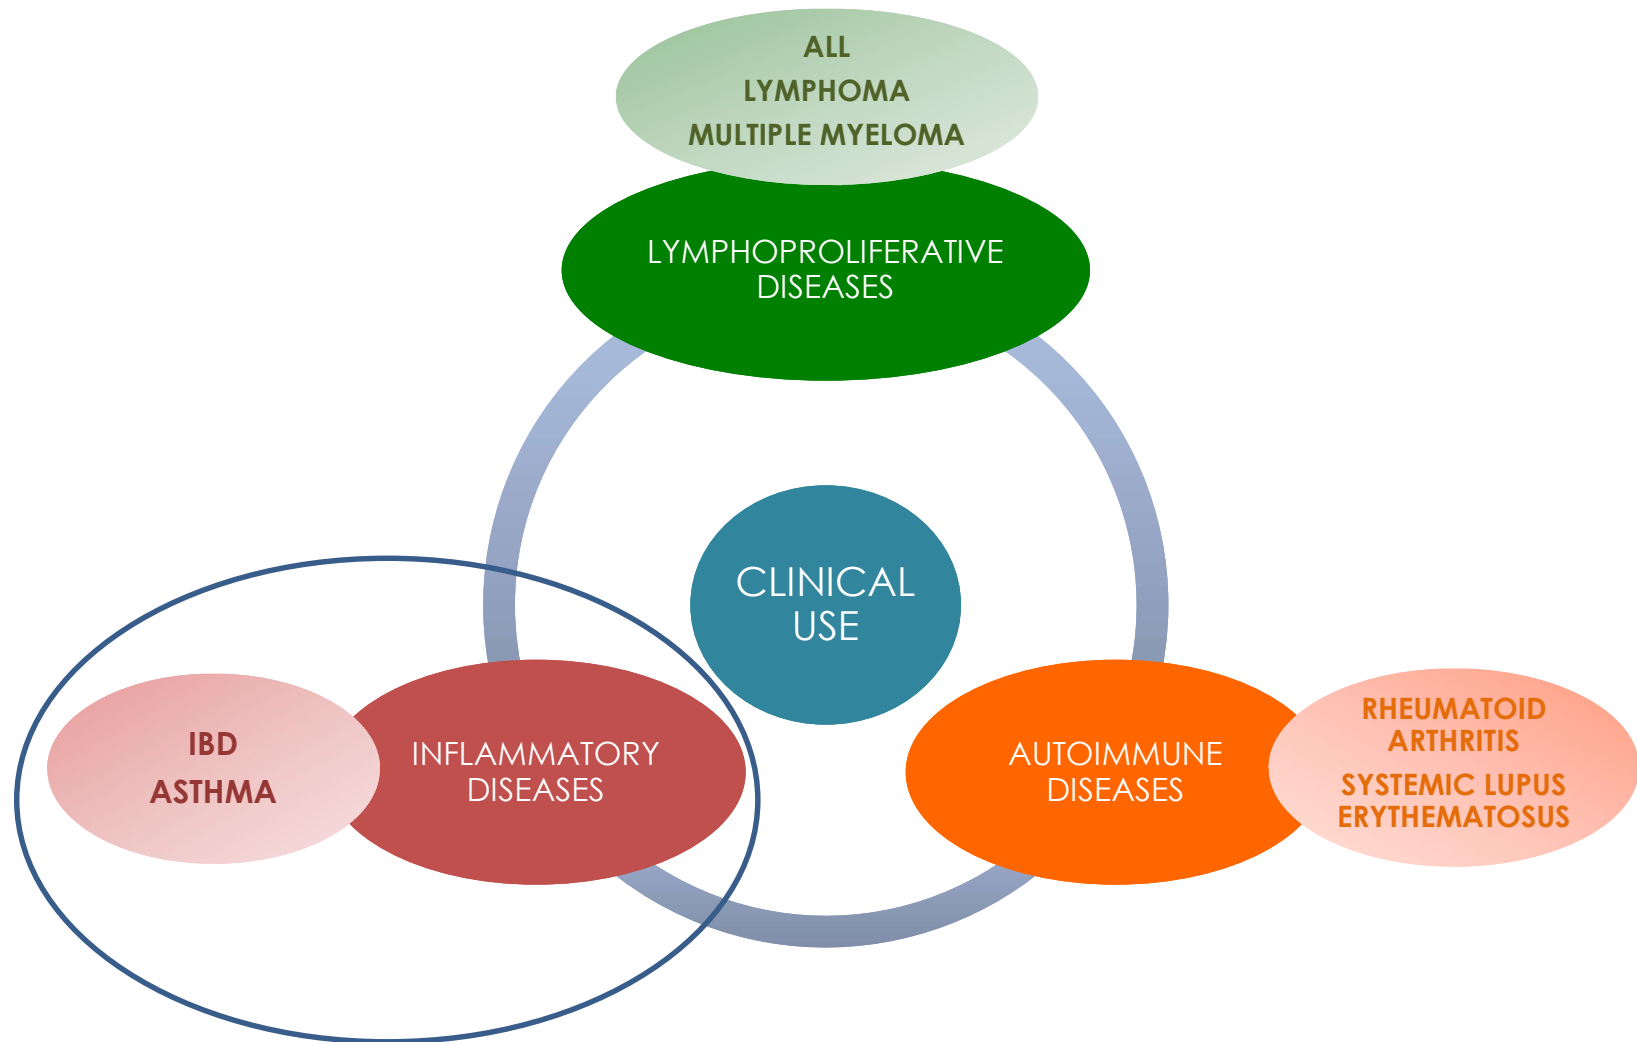 ALL
LYMPHOMA
MULTIPLE MYELOMA
LYMPHOPROLIFERATIVE
DISEASES
CLINICAL
USE
IBD
ASTHMA
INFLAMMATORY
DISEASES
AUTOIMMUNE
DISEASES
RHEUMATOID
ARTHRITIS
SYSTEMIC LUPUS
ERYTHEMATOSUS